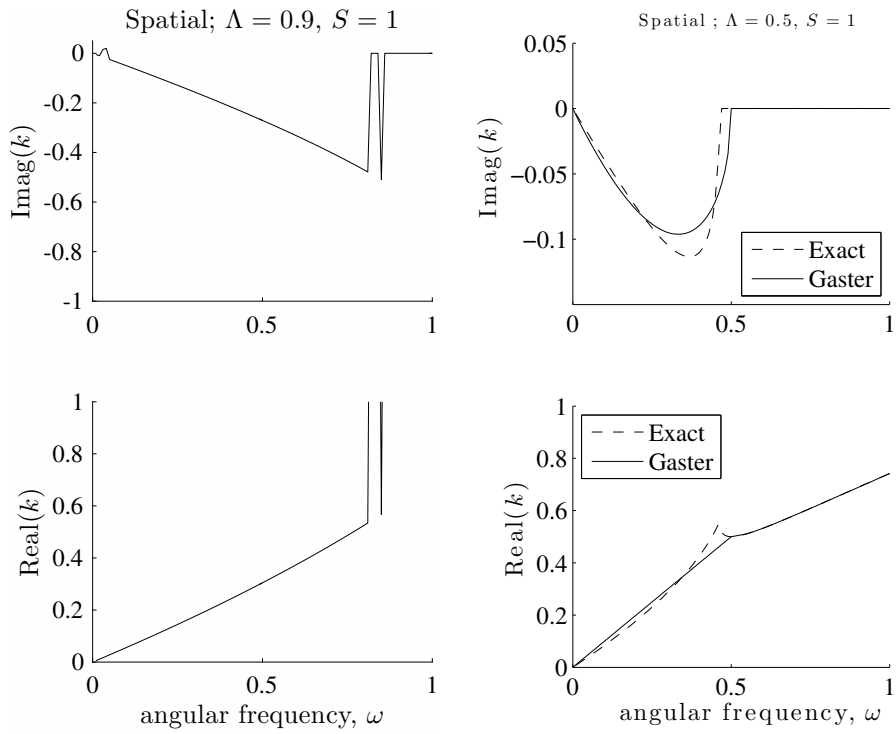 Spatial; Λ = 0.9, S = 1
0
-0.2
-0.4
-0.6
-0.8
-1
Imag(k)
0
0.5
1
Spatial ; Λ = 0.5, S = 1
0.05
0
−0.05
−0.1
Imag(k)
Exact
Gaster
0
0.5
1
1
0.8
0.6
0.4
0.2
0
Real(k)
0
0.5
1
angular frequency, ω
1
0.8
0.6
0.4
0.2
0
Real(k)
Exact
Gaster
0
0.5
1
angular frequency, ω